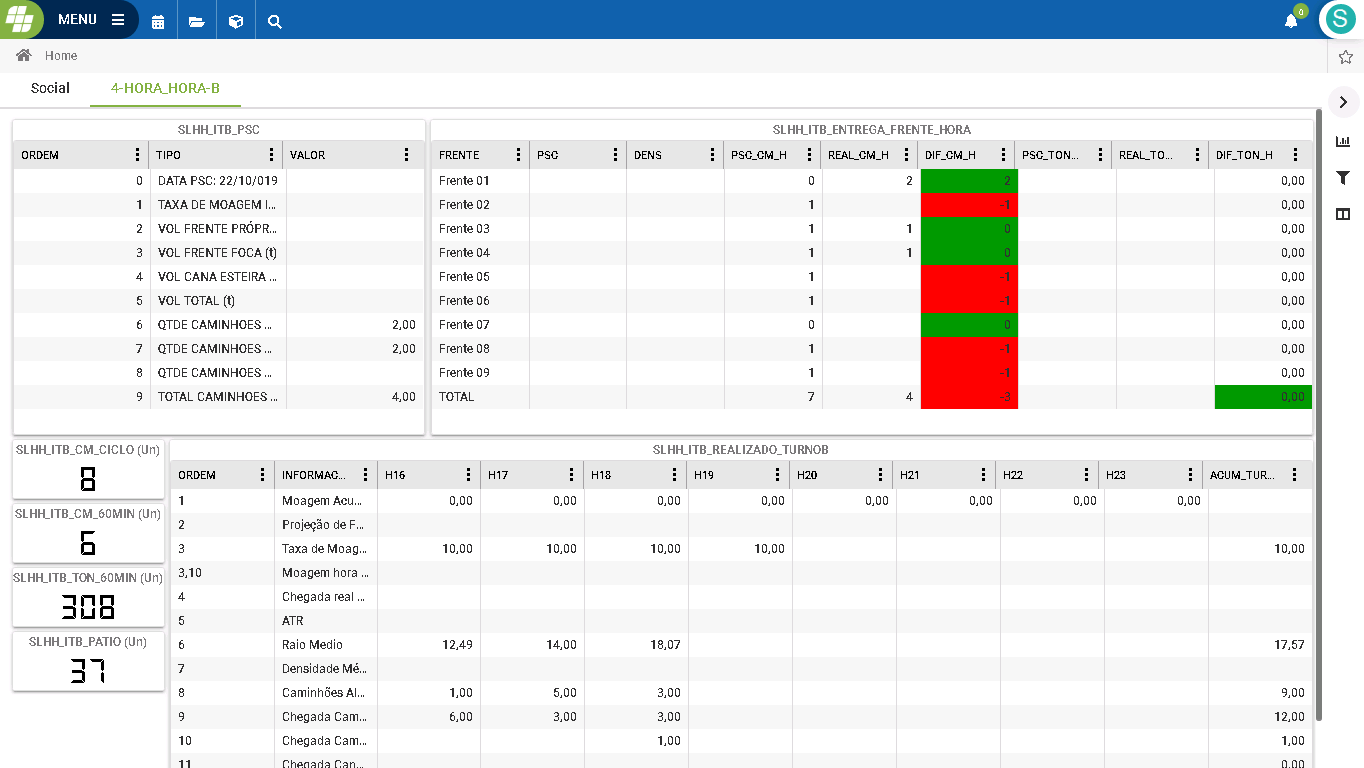 MENU
0
S
Home
Social
4-HORA_HORA-B
SLHH_ITB_PSC
ORDEM TIPO VALOR
0 DATA PSC: 22/10/019
1 TAXA DE MOAGEM I...
2 VOL FRENTE PRÓPR...
3 VOL FRENTE FOCA (t)
4 VOL CANA ESTEIRA ...
5 VOL TOTAL (t)
6 QTDE CAMINHOES ... 2,00
7 QTDE CAMINHOES ... 2,00
8 QTDE CAMINHOES ...
9 TOTAL CAMINHOES ... 4,00
SLHH_ITB_ENTREGA_FRENTE_HORA
FRENTE PSC DENS PSC_CM_H REAL_CM_H DIF_CM_H PSC_TON... REAL_TO... DIF_TON_H
Frente 01 0 2 2 0,00
Frente 02 1 -1 0,00
Frente 03 1 1 0 0,00
Frente 04 1 1 0 0,00
Frente 05 1 -1 0,00
Frente 06 1 -1 0,00
Frente 07 0 0 0,00
Frente 08 1 -1 0,00
Frente 09 1 -1 0,00
TOTAL 7 4 -3 0,00
SLHH_ITB_CM_CICLO (Un)
8
SLHH_ITB_CM_60MIN (Un)
6
SLHH_ITB_TON_60MIN (Un)
308
SLHH_ITB_PATIO (Un)
37
SLHH_ITB_REALIZADO_TURNOB
ORDEM INFORMAC... H16 H17 H18 H19 H20 H21 H22 H23 ACUM_TUR...
1 Moagem Acu... 0,00 0,00 0,00 0,00 0,00 0,00 0,00 0,00
2 Projeção de F...
3 Taxa de Moag... 10,00 10,00 10,00 10,00 10,00
3,10 Moagem hora ...
4 Chegada real ...
5 ATR
6 Raio Medio 12,49 14,00 18,07 17,57
7 Densidade Mé...
8 Caminhões Al... 1,00 5,00 3,00 9,00
9 Chegada Cam... 6,00 3,00 3,00 12,00
10 Chegada Cam... 1,00 1,00
11 Chegada Can... 0,00